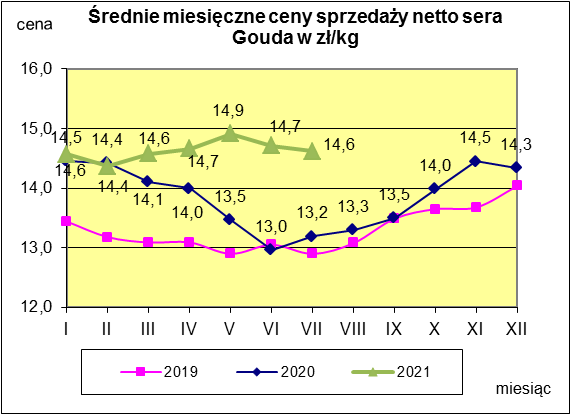 Średnie miesięczne ceny sprzedaży netto sera
Gouda w zł/kg
cena
16,0
15,0
14,0
13,0
12,0
14,5 14,4 14,6 14,9 14,7 14,6 14,5 14,3
14,6 14,4 14,1 14,7 14,0 13,5 13,0 13,2 13,3 13,5 14,0
I II III IV V VI VII VIII IX X XI XII
2019 2020 2021
miesiąc